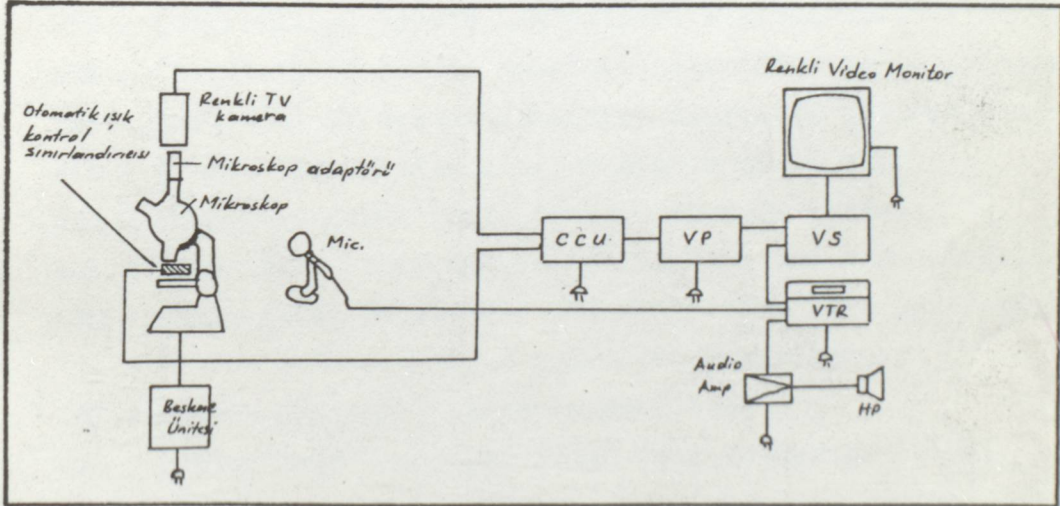 Renkli Video Monitor
Renkli TV
kamera
Otomatik ışık
kontrol
sınırlandırıcısı
Mikroskop adaptörü
Mikroskop
Mic.
CCU
VP
VS
VTR
Audio
Amp
HP
Besleme
Ünitesi